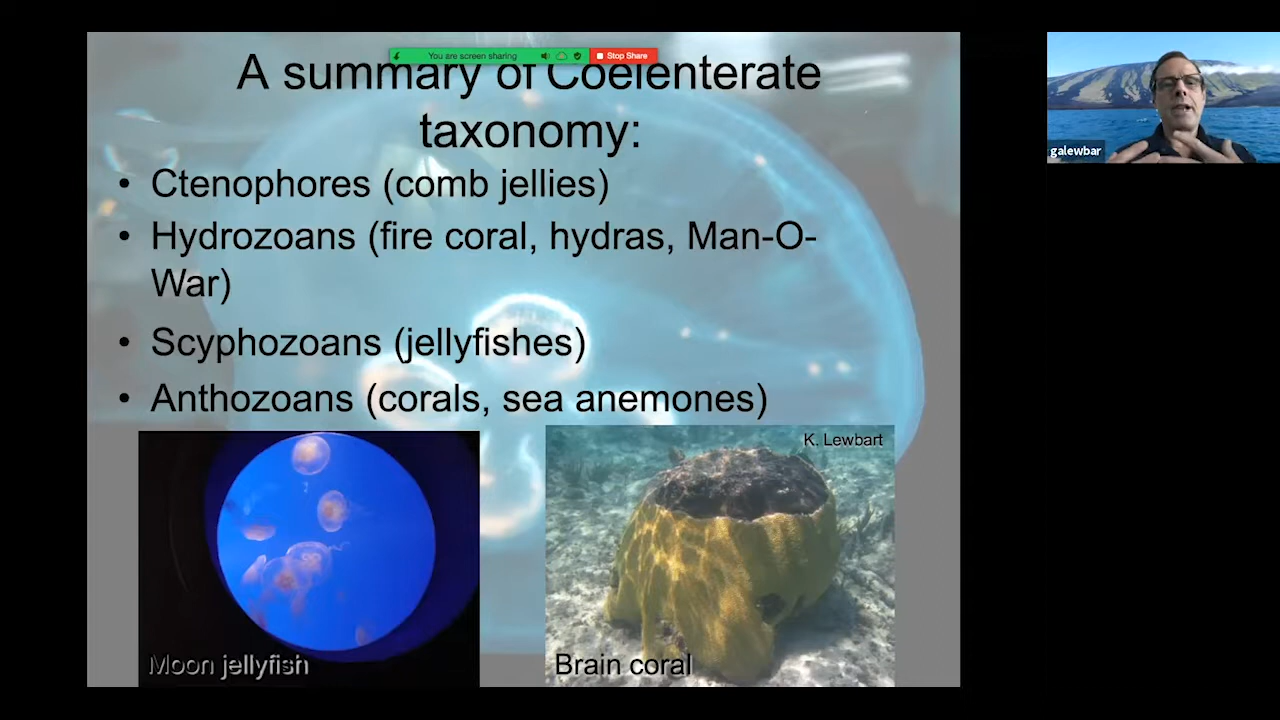 You are screen sharing
Stop Share
A summary of Coelenterate
taxonomy:
• Ctenophores (comb jellies)
• Hydrozoans (fire coral, hydras, Man-O-
War)
• Scyphozoans (jellyfishes)
• Anthozoans (corals, sea anemones)
K. Lewbart
Moon jellyfish
Brain coral
galewbar